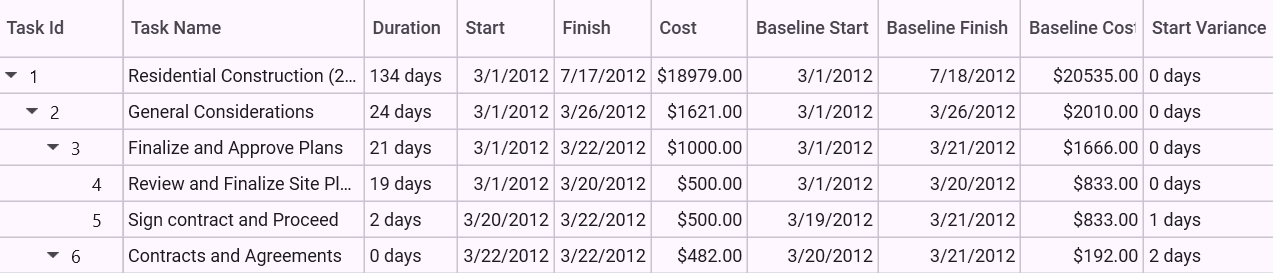 Task Id Task Name Duration Start Finish Cost Baseline Start Baseline Finish Baseline Cost Start Variance
1 Residential Construction (2... 134 days 3/1/2012 7/17/2012 $18979.00 3/1/2012 7/18/2012 $20535.00 0 days
2 General Considerations 24 days 3/1/2012 3/26/2012 $1621.00 3/1/2012 3/26/2012 $2010.00 0 days
3 Finalize and Approve Plans 21 days 3/1/2012 3/22/2012 $1000.00 3/1/2012 3/21/2012 $1666.00 0 days
4 Review and Finalize Site Pl... 19 days 3/1/2012 3/20/2012 $500.00 3/1/2012 3/20/2012 $833.00 0 days
5 Sign contract and Proceed 2 days 3/20/2012 3/22/2012 $500.00 3/19/2012 3/21/2012 $833.00 1 days
6 Contracts and Agreements 0 days 3/22/2012 3/22/2012 $482.00 3/20/2012 3/21/2012 $192.00 2 days